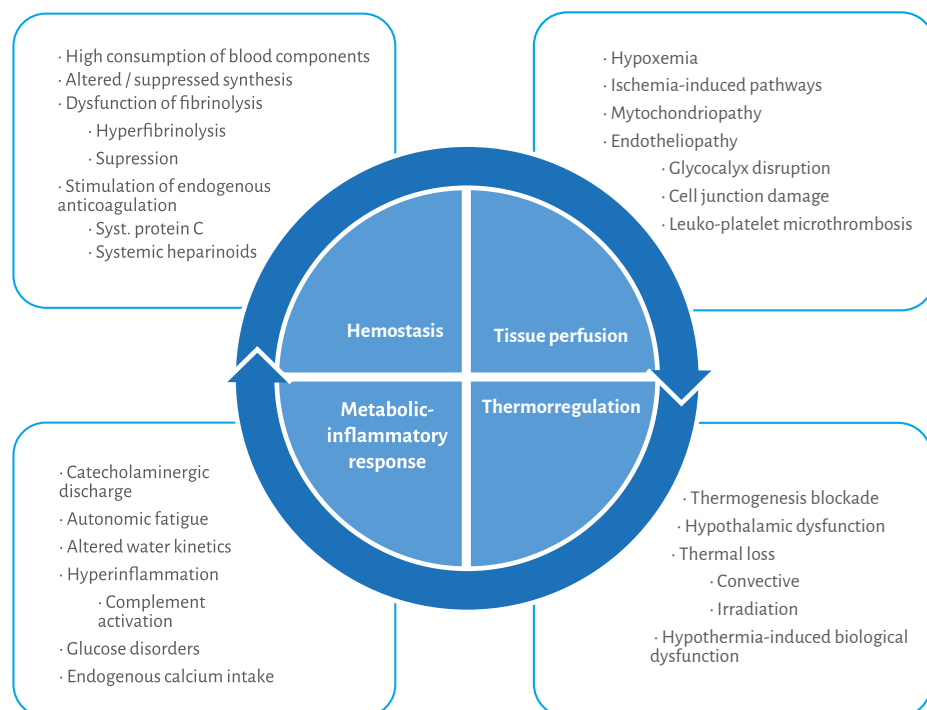 · High consumption of blood components
· Altered / suppressed synthesis
· Dysfunction of fibrinolysis
· Hyperfibrinolysis
· Supression
· Stimulation of endogenous
anticoagulation
· Syst. protein C
· Systemic heparinoids
· Hypoxemia
· Ischemia-induced pathways
· Mytochondriopathy
· Endotheliopathy
· Glycocalyx disruption
· Cell junction damage
· Leuko-platelet microthrombosis
Hemostasis
Tissue perfusion
Metabolic-
inflammatory
response
Thermorregulation
· Catecholaminergic
discharge
· Autonomic fatigue
· Altered water kinetics
· Hyperinflammation
· Complement
activation
· Glucose disorders
· Endogenous calcium intake
· Thermogenesis blockade
· Hypothalamic dysfunction
· Thermal loss
· Convective
· Irradiation
· Hypothermia-induced biological
dysfunction